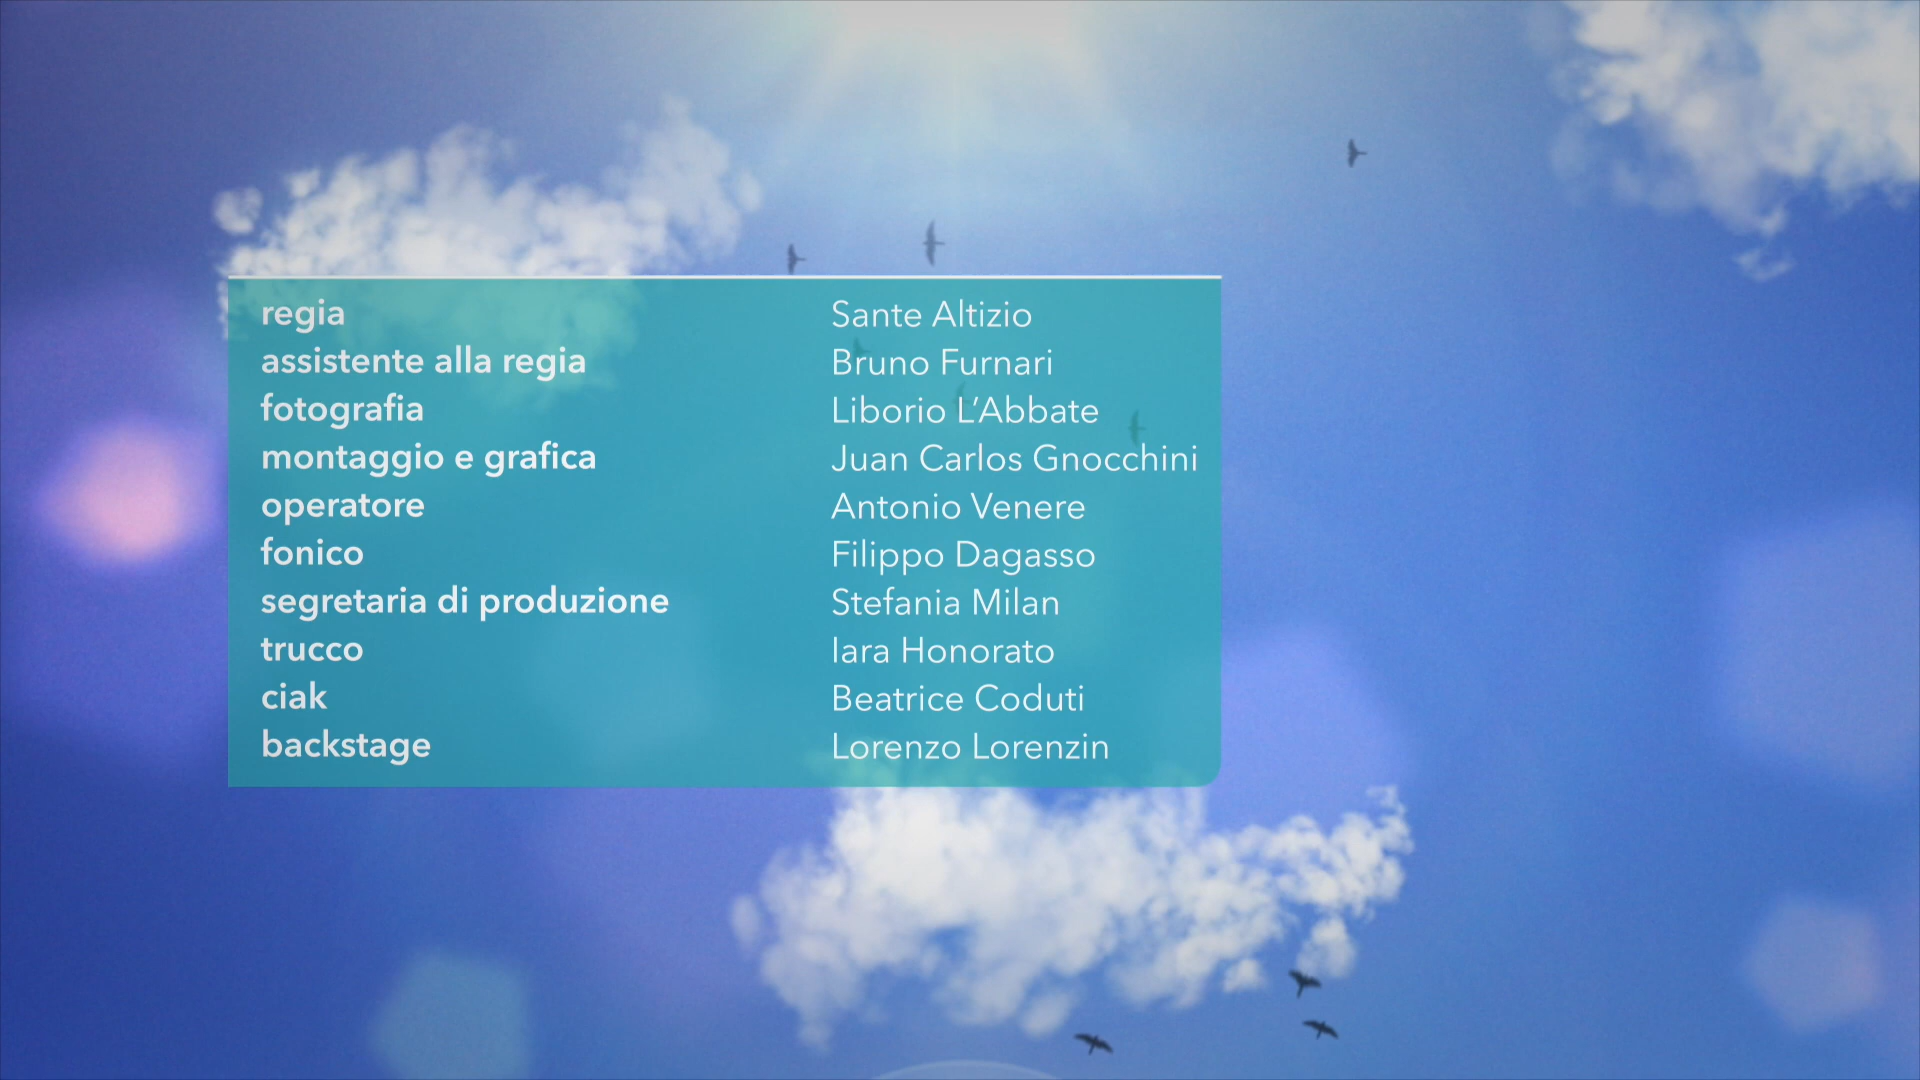 regia Sante Altizio
assistente alla regia Bruno Furnari
fotografia Liborio L’Abbate
montaggio e grafica Juan Carlos Gnocchini
operatore Antonio Venere
fonico Filippo Dagasso
segretaria di produzione Stefania Milan
trucco Iara Honorato
ciak Beatrice Coduti
backstage Lorenzo Lorenzin